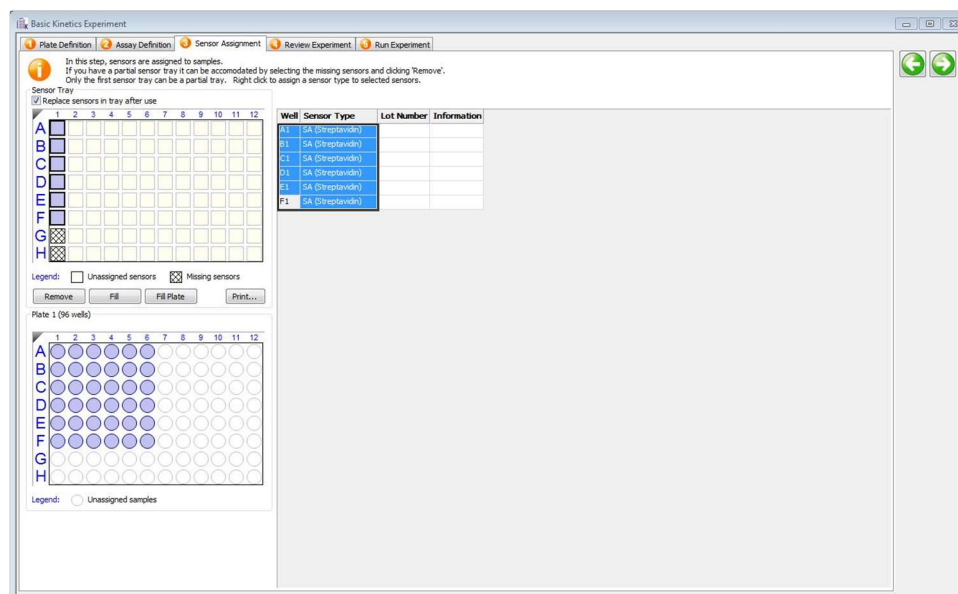 Basic Kinetics Experiment
1 Plate Definition 2 Assay Definition 3 Sensor Assignment 4 Review Experiment 5 Run Experiment
In this step, sensors are assigned to samples.
If you have a partial sensor tray it can be accomodated by selecting the missing sensors and clicking 'Remove'.
Only the first sensor tray can be a partial tray. Right click to assign a sensor type to selected sensors.
Sensor Tray
Replace sensors in tray after use
1 2 3 4 5 6 7 8 9 10 11 12
A
B
C
D
E
F
G
H
Legend: Unassigned sensors Missing sensors
Remove Fill Fill Plate Print...
Plate 1 (96 wells)
1 2 3 4 5 6 7 8 9 10 11 12
A
B
C
D
E
F
G
H
Legend: Unassigned samples
Well Sensor Type Lot Number Information
A1 SA (Streptavidin)
B1 SA (Streptavidin)
C1 SA (Streptavidin)
D1 SA (Streptavidin)
E1 SA (Streptavidin)
F1 SA (Streptavidin)